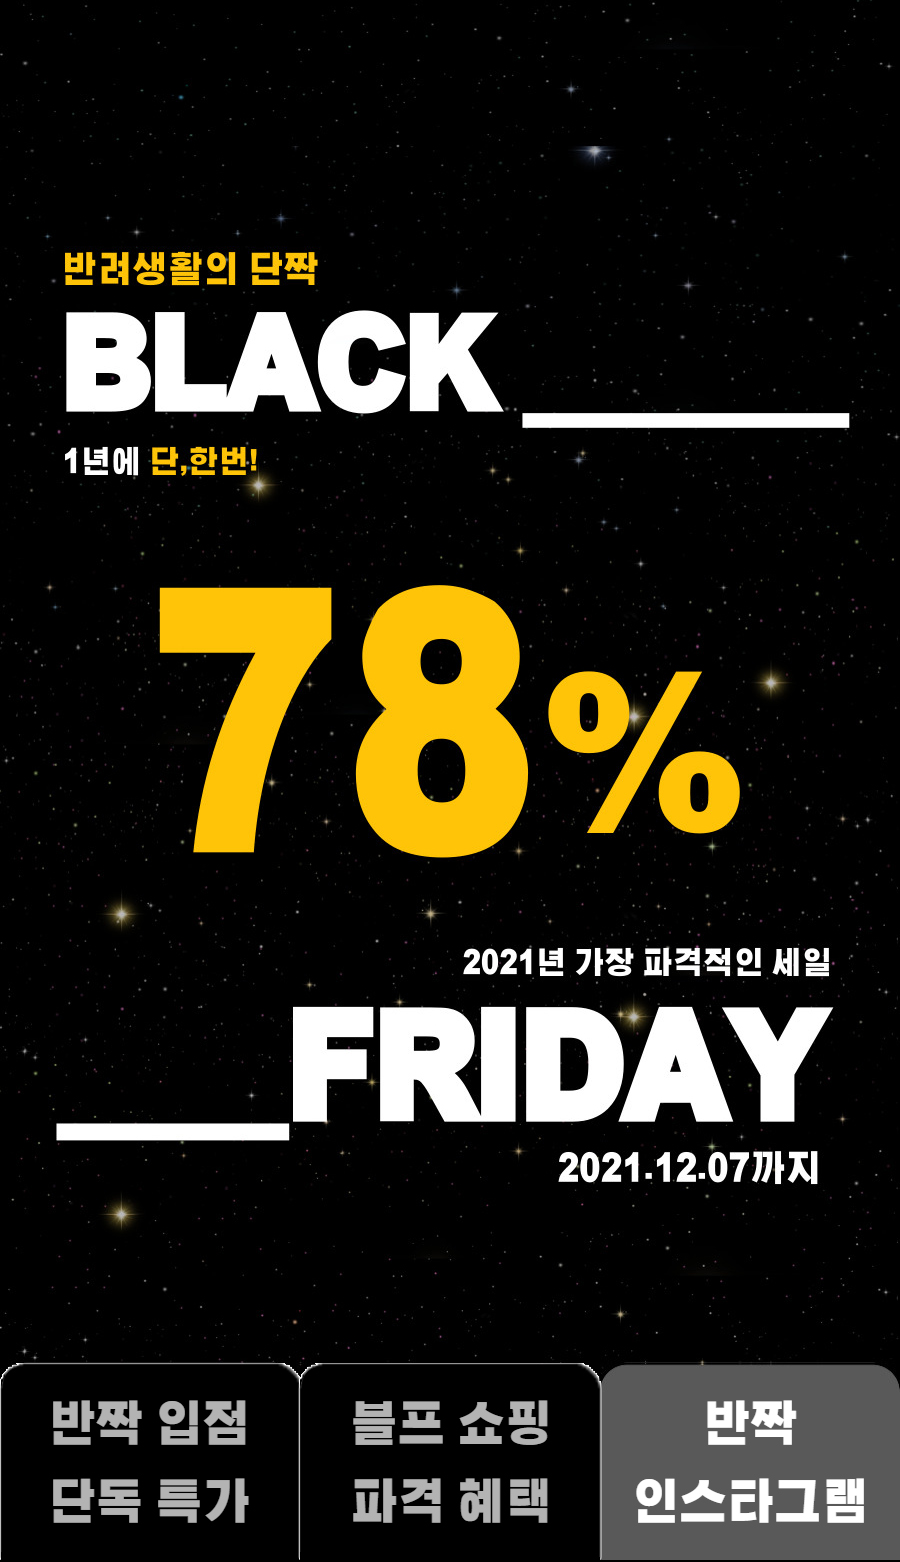 반려생활의 단짝
BLACK
1년에 단,한번!
78%
2021년 가장 파격적인 세일
FRIDAY
2021.12.07까지
반짝 입점
단독 특가
블프 쇼핑
파격 혜택
반짝
인스타그램